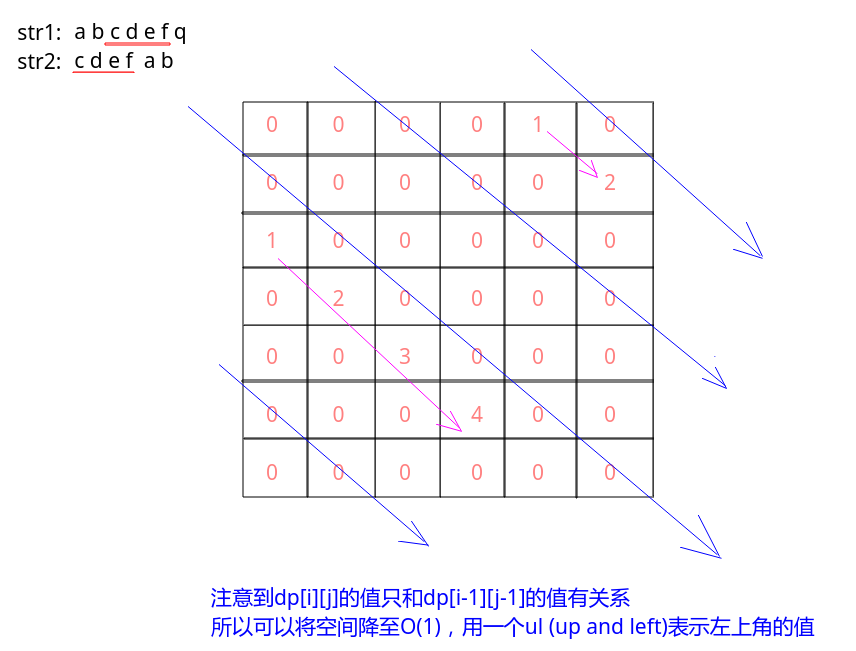 str1: a b c d e f q
str2: c d e f a b
0 0 0 0 1 0
0 0 0 0 0 2
1 0 0 0 0 0
0 2 0 0 0 0
0 0 3 0 0 0
0 0 0 4 0 0
0 0 0 0 0 0
注意到dp[i][j]的值只和dp[i-1][j-1]的值有关系
所以可以将空间降至O(1)，用一个ul (up and left)表示左上角的值